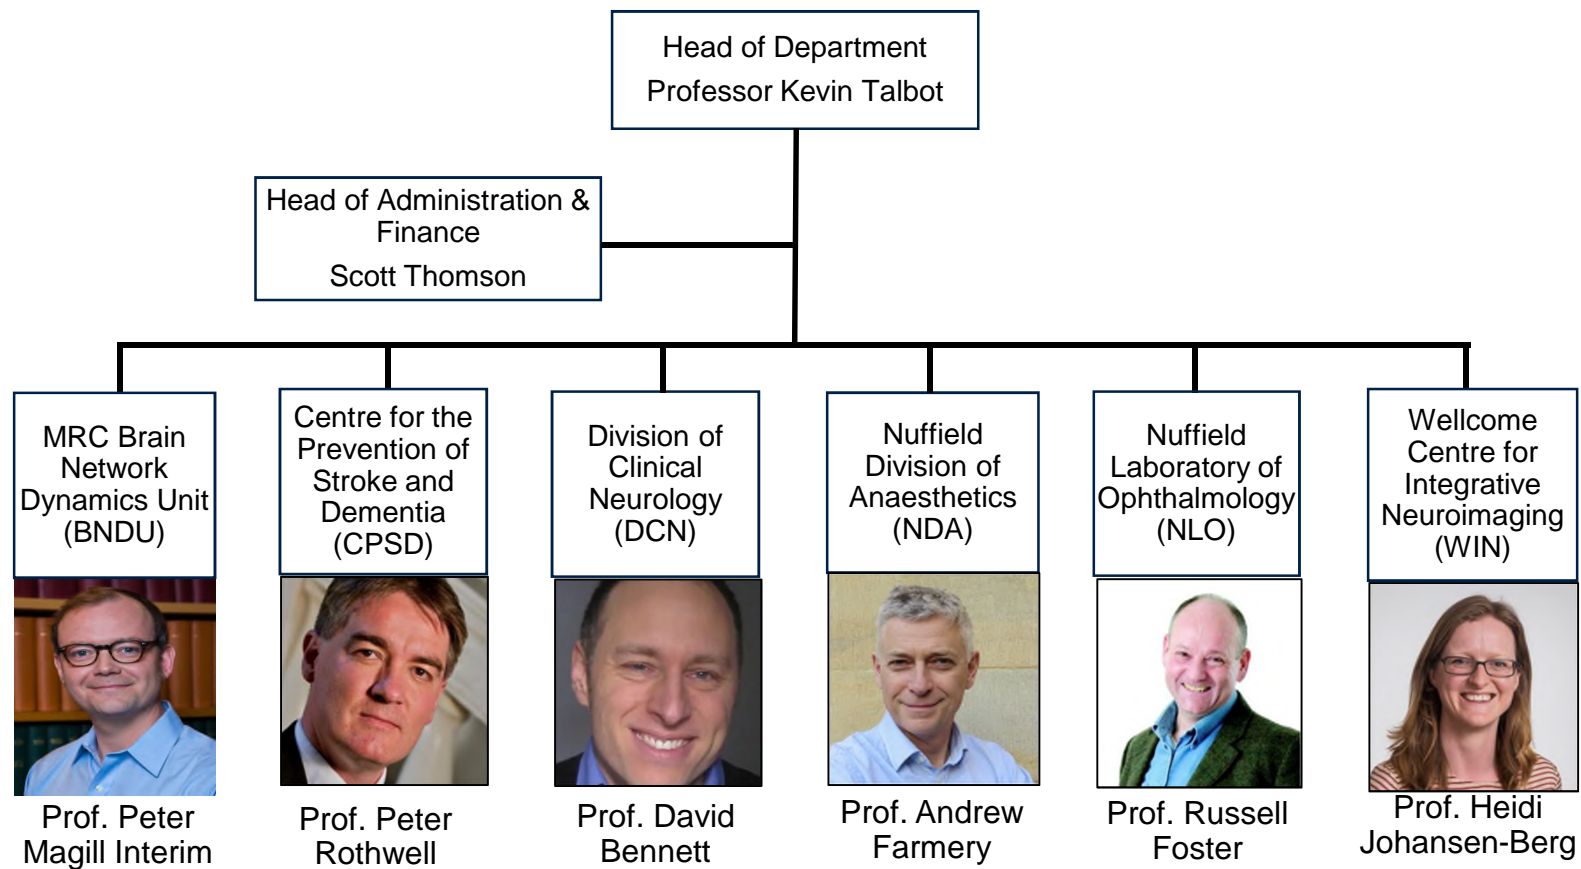 Head of Department
Professor Kevin Talbot
Head of Administration &
Finance
Scott Thomson
MRC Brain
Network
Dynamics Unit
(BNDU)
Centre for the
Prevention of
Stroke and
Dementia
(CPSD)
Division of
Clinical
Neurology
(DCN)
Nuffield
Division of
Anaesthetics
(NDA)
Nuffield
Laboratory of
Ophthalmology
(NLO)
Wellcome
Centre for
Integrative
Neuroimaging
(WIN)
Prof. Peter
Magill Interim
Prof. Peter
Rothwell
Prof. David
Bennett
Prof. Andrew
Farmery
Prof. Russell
Foster
Prof. Heidi
Johansen-Berg